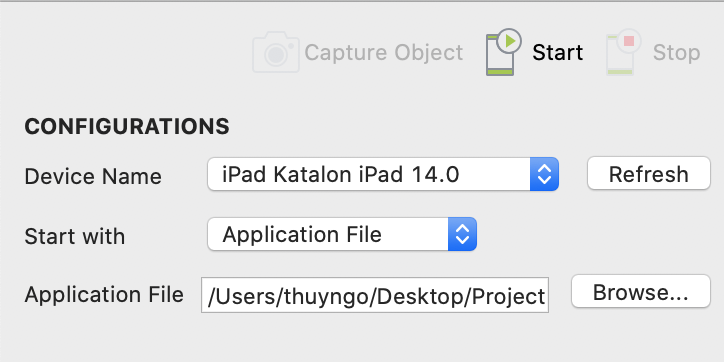 Capture Object Start Stop
CONFIGURATIONS
Device Name iPad Katalon iPad 14.0 Refresh
Start with Application File
Application File /Users/thuyngo/Desktop/Project Browse...